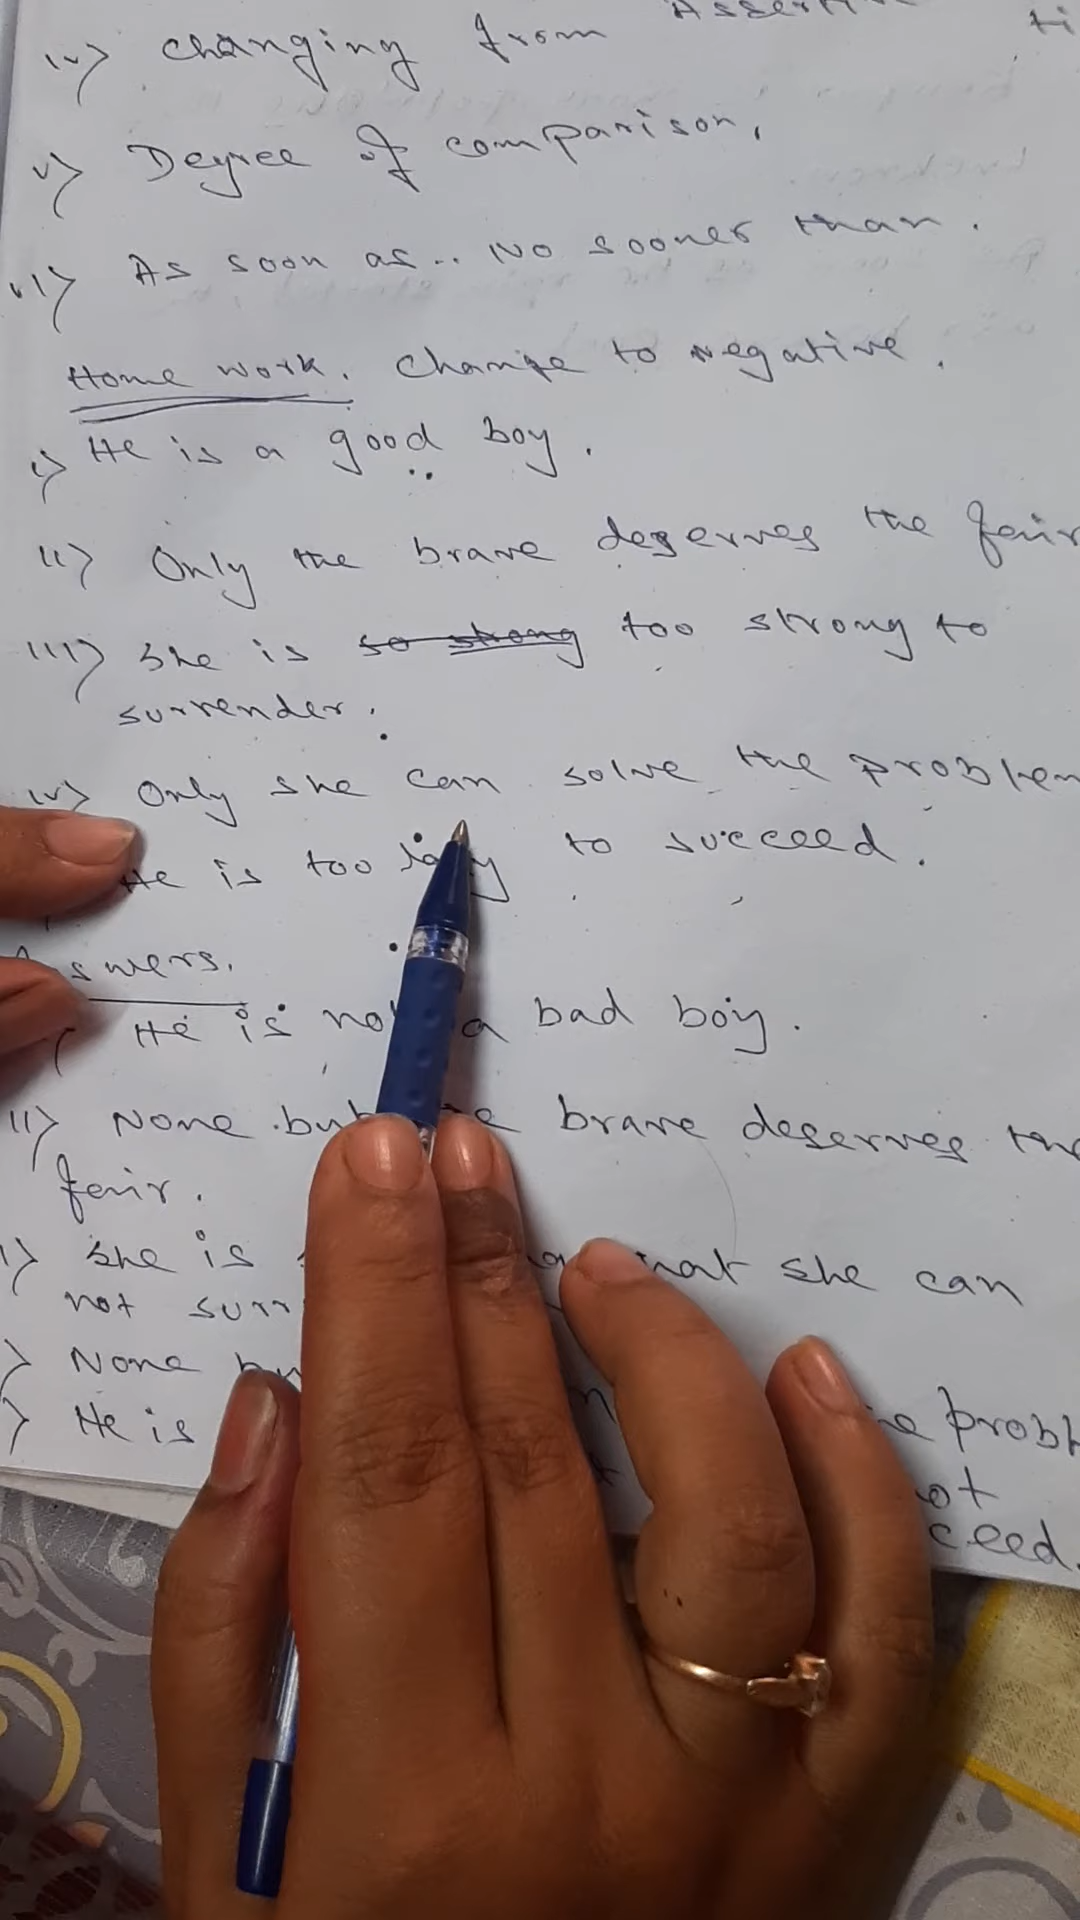 iv) Changing from
v) Degree of comparison.
vi) As soon as.. No sooner than.
Home work. Change to negative.
i) He is a good boy.
ii) Only the brave deserves the fair
iii) She is so strong too strong to
surrender.
iv) Only she can solve the problem
He is too lazy to succeed.
He is not a bad boy.
ii) None but brave deserves
fair.
She is that she can
not
None
He is